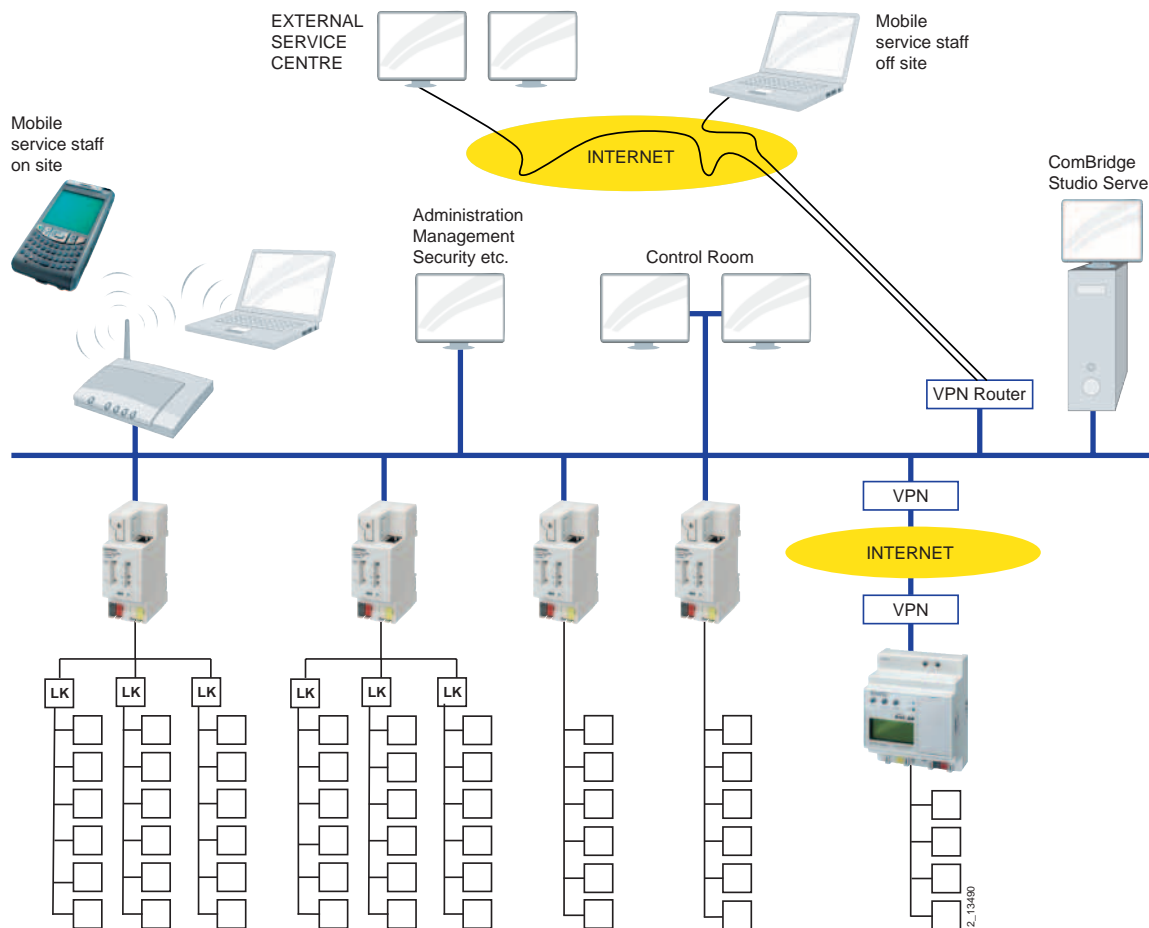 EXTERNAL
SERVICE
CENTRE
Mobile
service staff
off site
Mobile
service staff
on site
INTERNET
ComBridge
Studio Serve
Administration
Management
Security etc.
Control Room
VPN Router
VPN
INTERNET
VPN
LK
LK
LK
LK
LK
LK
2_13490